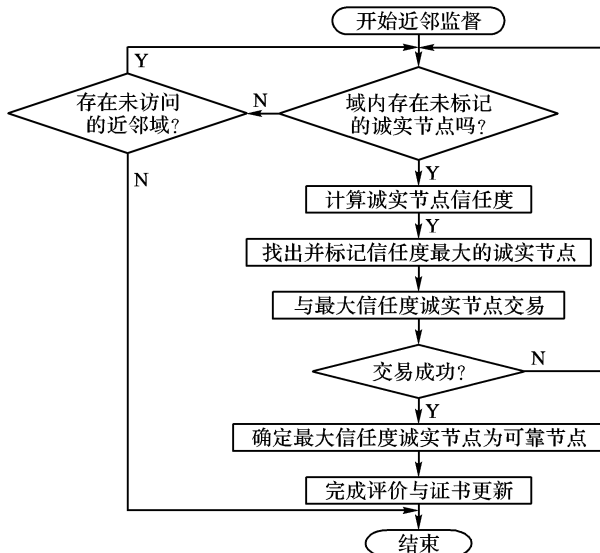 开始近邻监督
Y
存在未访问
的近邻域?
N
域内存在未标记
的诚实节点吗?
N
Y
计算诚实节点信任度
Y
找出并标记信任度最大的诚实节点
与最大信任度诚实节点交易
交易成功?
N
Y
确定最大信任度诚实节点为可靠节点
完成评价与证书更新
结束